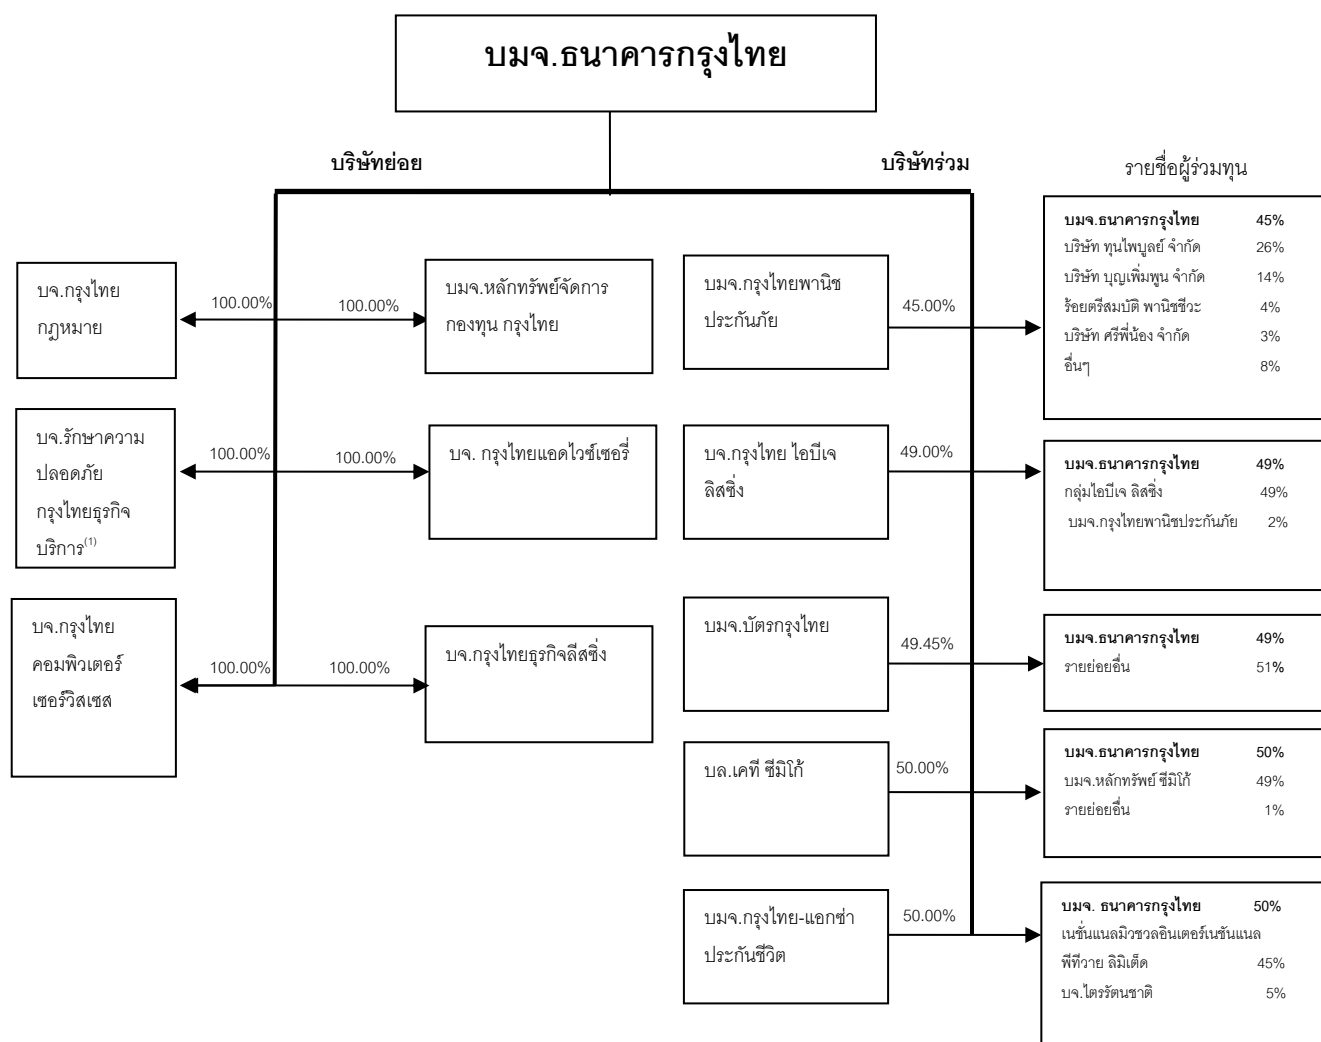 บมจ.ธนาคารกรุงไทย
บริษัทย่อย
บริษัทร่วม
รายชื่อผู้ร่วมทุน
บจ.กรุงไทย
กฎหมาย
100.00%
100.00%
บมจ.หลักทรัพย์จัดการ
กองทุน กรุงไทย
บมจ.กรุงไทยพานิช
ประกันภัย
45.00%
บมจ.ธนาคารกรุงไทย 45%
บริษัท ทุนไพบูลย์ จำกัด 26%
บริษัท บุญเพิ่มพูน จำกัด 14%
ร้อยตรีสมบัติ พานิชชีวะ 4%
บริษัท ศรีพี่น้อง จำกัด 3%
อื่นๆ 8%
บจ.รักษาความ
ปลอดภัย
กรุงไทยธุรกิจ
บริการ(1)
100.00%
100.00%
บจ. กรุงไทยแอดไวซ์เซอรี่
บจ.กรุงไทย ไอบีเจ
ลิสซิ่ง
49.00%
บมจ.ธนาคารกรุงไทย 49%
กลุ่มไอบีเจ ลิสซิ่ง 49%
บมจ.กรุงไทยพานิชประกันภัย 2%
บจ.กรุงไทย
คอมพิวเตอร์
เซอร์วิสเซส
100.00%
100.00%
บจ.กรุงไทยธุรกิจลีสซิ่ง
บมจ.บัตรกรุงไทย
49.45%
บมจ.ธนาคารกรุงไทย 49%
รายย่อยอื่น 51%
บล.เคที ซีมิโก้
50.00%
บมจ.ธนาคารกรุงไทย 50%
บมจ.หลักทรัพย์ ซีมิโก้ 49%
รายย่อยอื่น 1%
บมจ.กรุงไทย-แอกซ่า
ประกันชีวิต
50.00%
บมจ. ธนาคารกรุงไทย 50%
เนชั่นแนลมิวชวลอินเตอร์เนชันแนล
พีทีวาย ลิมิเต็ด 45%
บจ.ไตรรัตนชาติ 5%